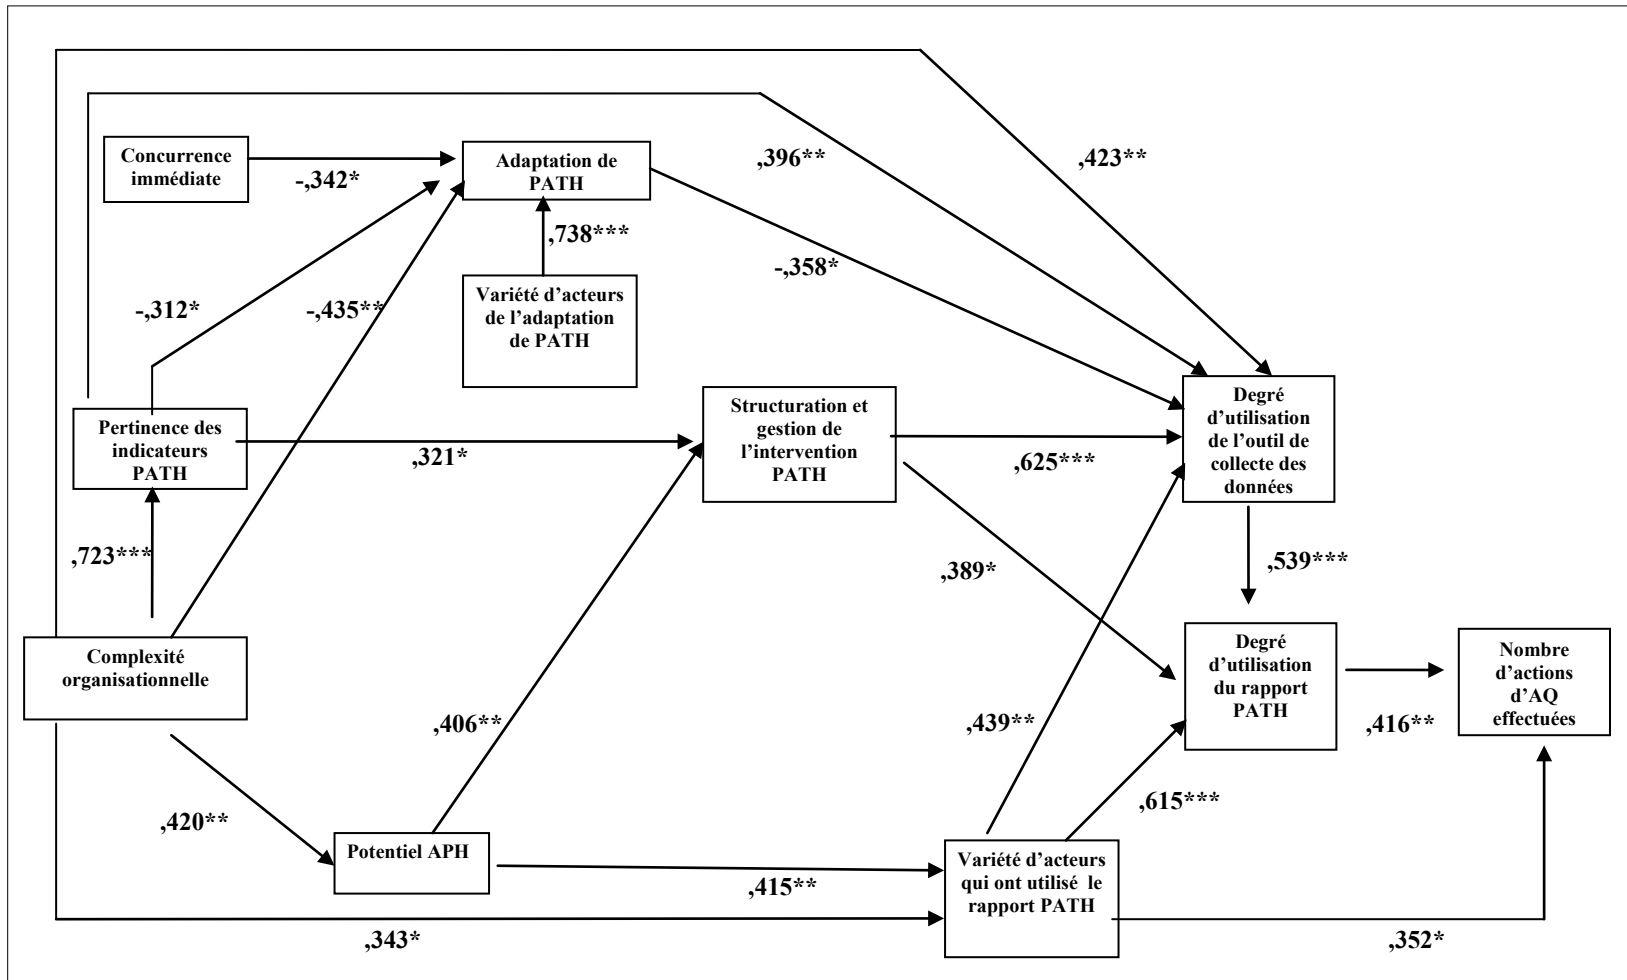 ,423**
,396**
Concurrence
immédiate
-,342*
Adaptation de
PATH
,738***
-,358*
Variété d’acteurs
de l’adaptation
de PATH
-,312*
-,435**
Pertinence des
indicateurs
PATH
,321*
Structuration et
gestion de
l’intervention
PATH
,625***
Degré
d’utilisation
de l’outil de
collecte des
données
,723***
,389*
,539***
Complexité
organisationnelle
Degré
d’utilisation
du rapport
PATH
,416**
Nombre
d’actions
d’AQ
effectuées
,406**
,439**
,420**
,615***
Potentiel APH
,415**
Variété d’acteurs
qui ont utilisé le
rapport PATH
,343*
,352*